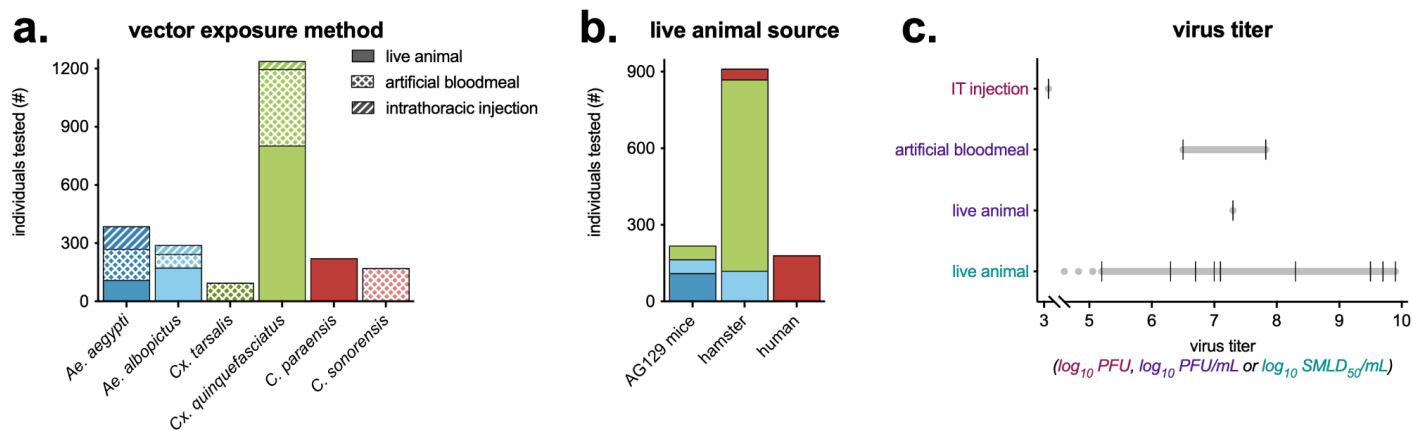 a.
vector exposure method
live animal
artificial bloodmeal
intrathoracic injection
individuals tested (#)
1200
900
600
300
0
Ae. aegypti
Ae. albopictus
Cx. tarsalis
Cx. quinquefasciatus
C. paraensis
C. sonorensis
b.
live animal source
individuals tested (#)
900
600
300
0
AG129 mice
hamster
human
c.
virus titer
IT injection
artificial bloodmeal
live animal
live animal
3 5 6 7 8 9 10
virus titer
(log10 PFU, log10 PFU/mL or log10 SMLD50/mL)